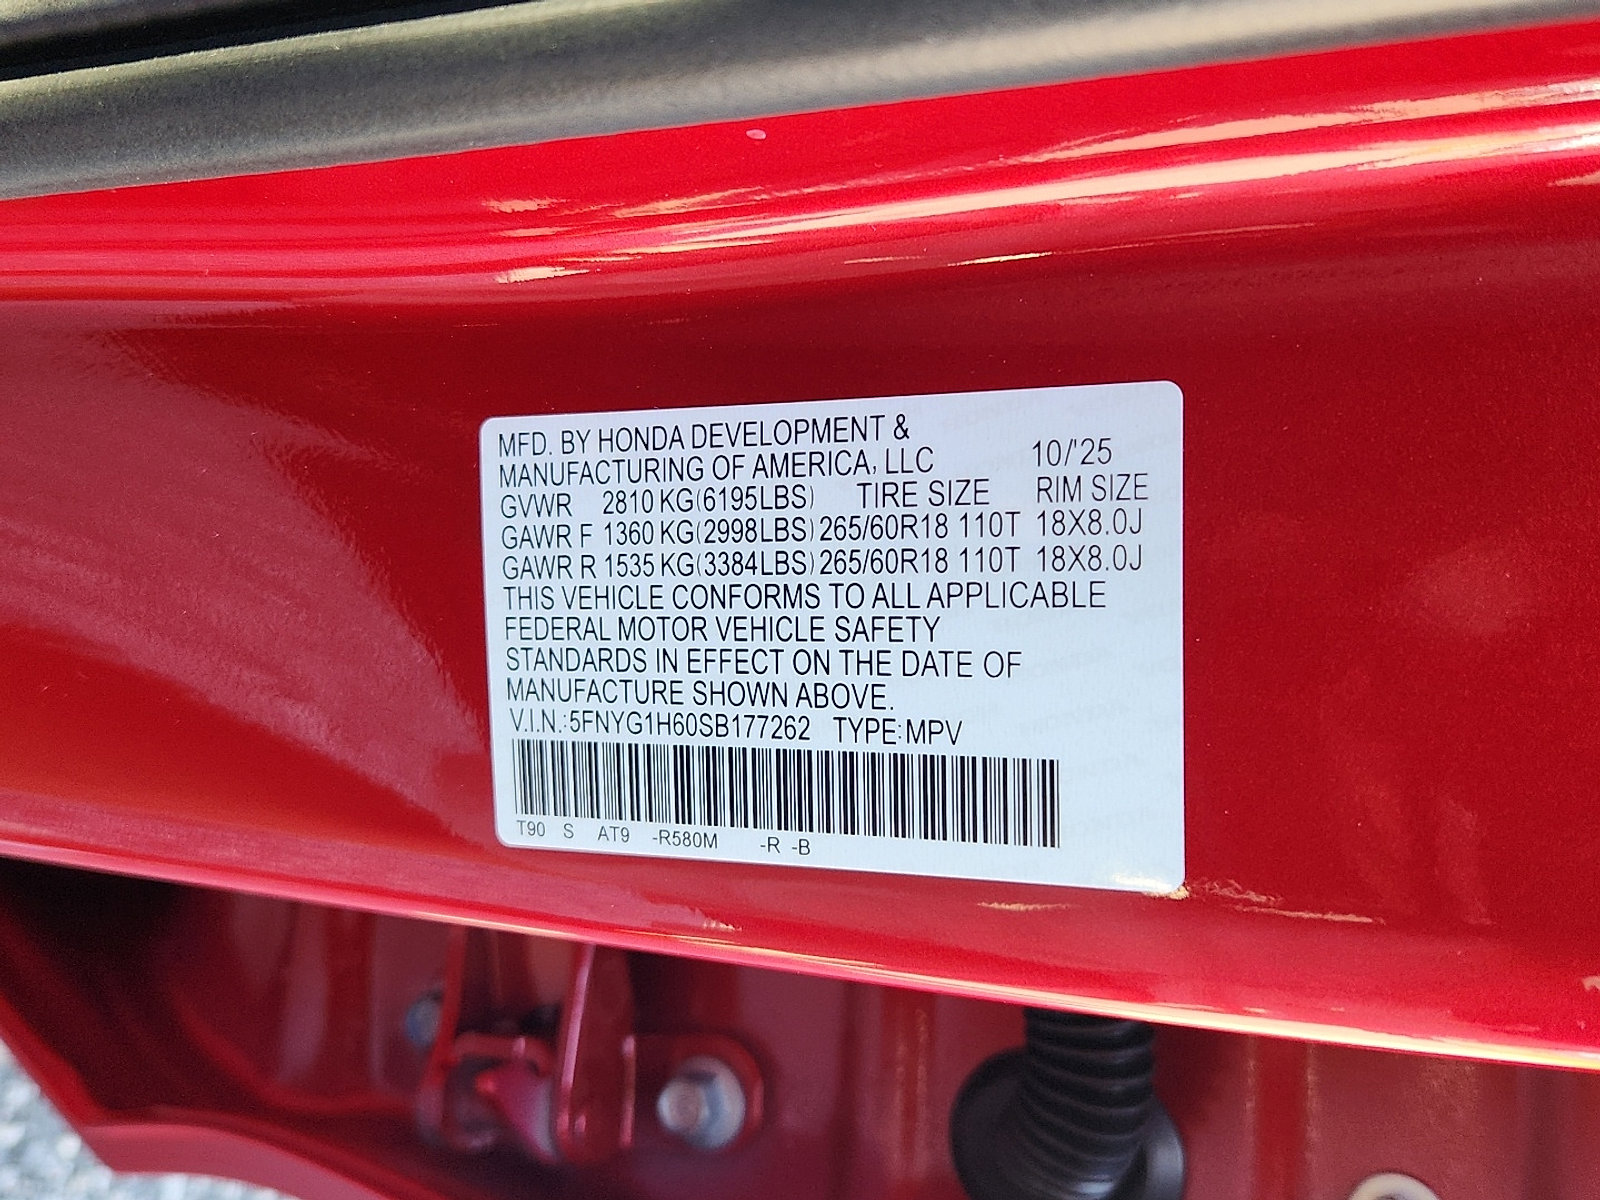 MFD. BY HONDA DEVELOPMENT &
MANUFACTURING OF AMERICA, LLC 10/'25
GVWR 2810 KG(6195LBS) TIRE SIZE RIM SIZE
GAWR F 1360 KG(2998LBS) 265/60R18 110T 18X8.0J
GAWR R 1535 KG(3384LBS) 265/60R18 110T 18X8.0J
THIS VEHICLE CONFORMS TO ALL APPLICABLE
FEDERAL MOTOR VEHICLE SAFETY
STANDARDS IN EFFECT ON THE DATE OF
MANUFACTURE SHOWN ABOVE.
V.I.N.:5FNYG1H60SB177262 TYPE:MPV
T90 S AT9 -R580M -R -B